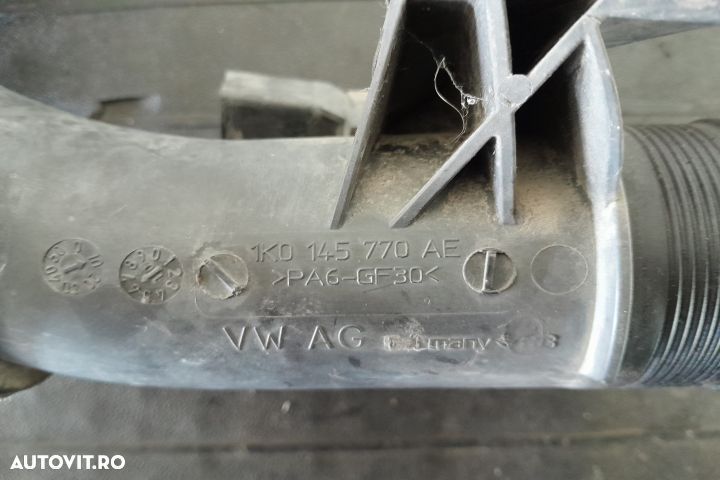 1K0 145 770 AE
>PA6-GF30<
VW AG
AUTOVIT.RO